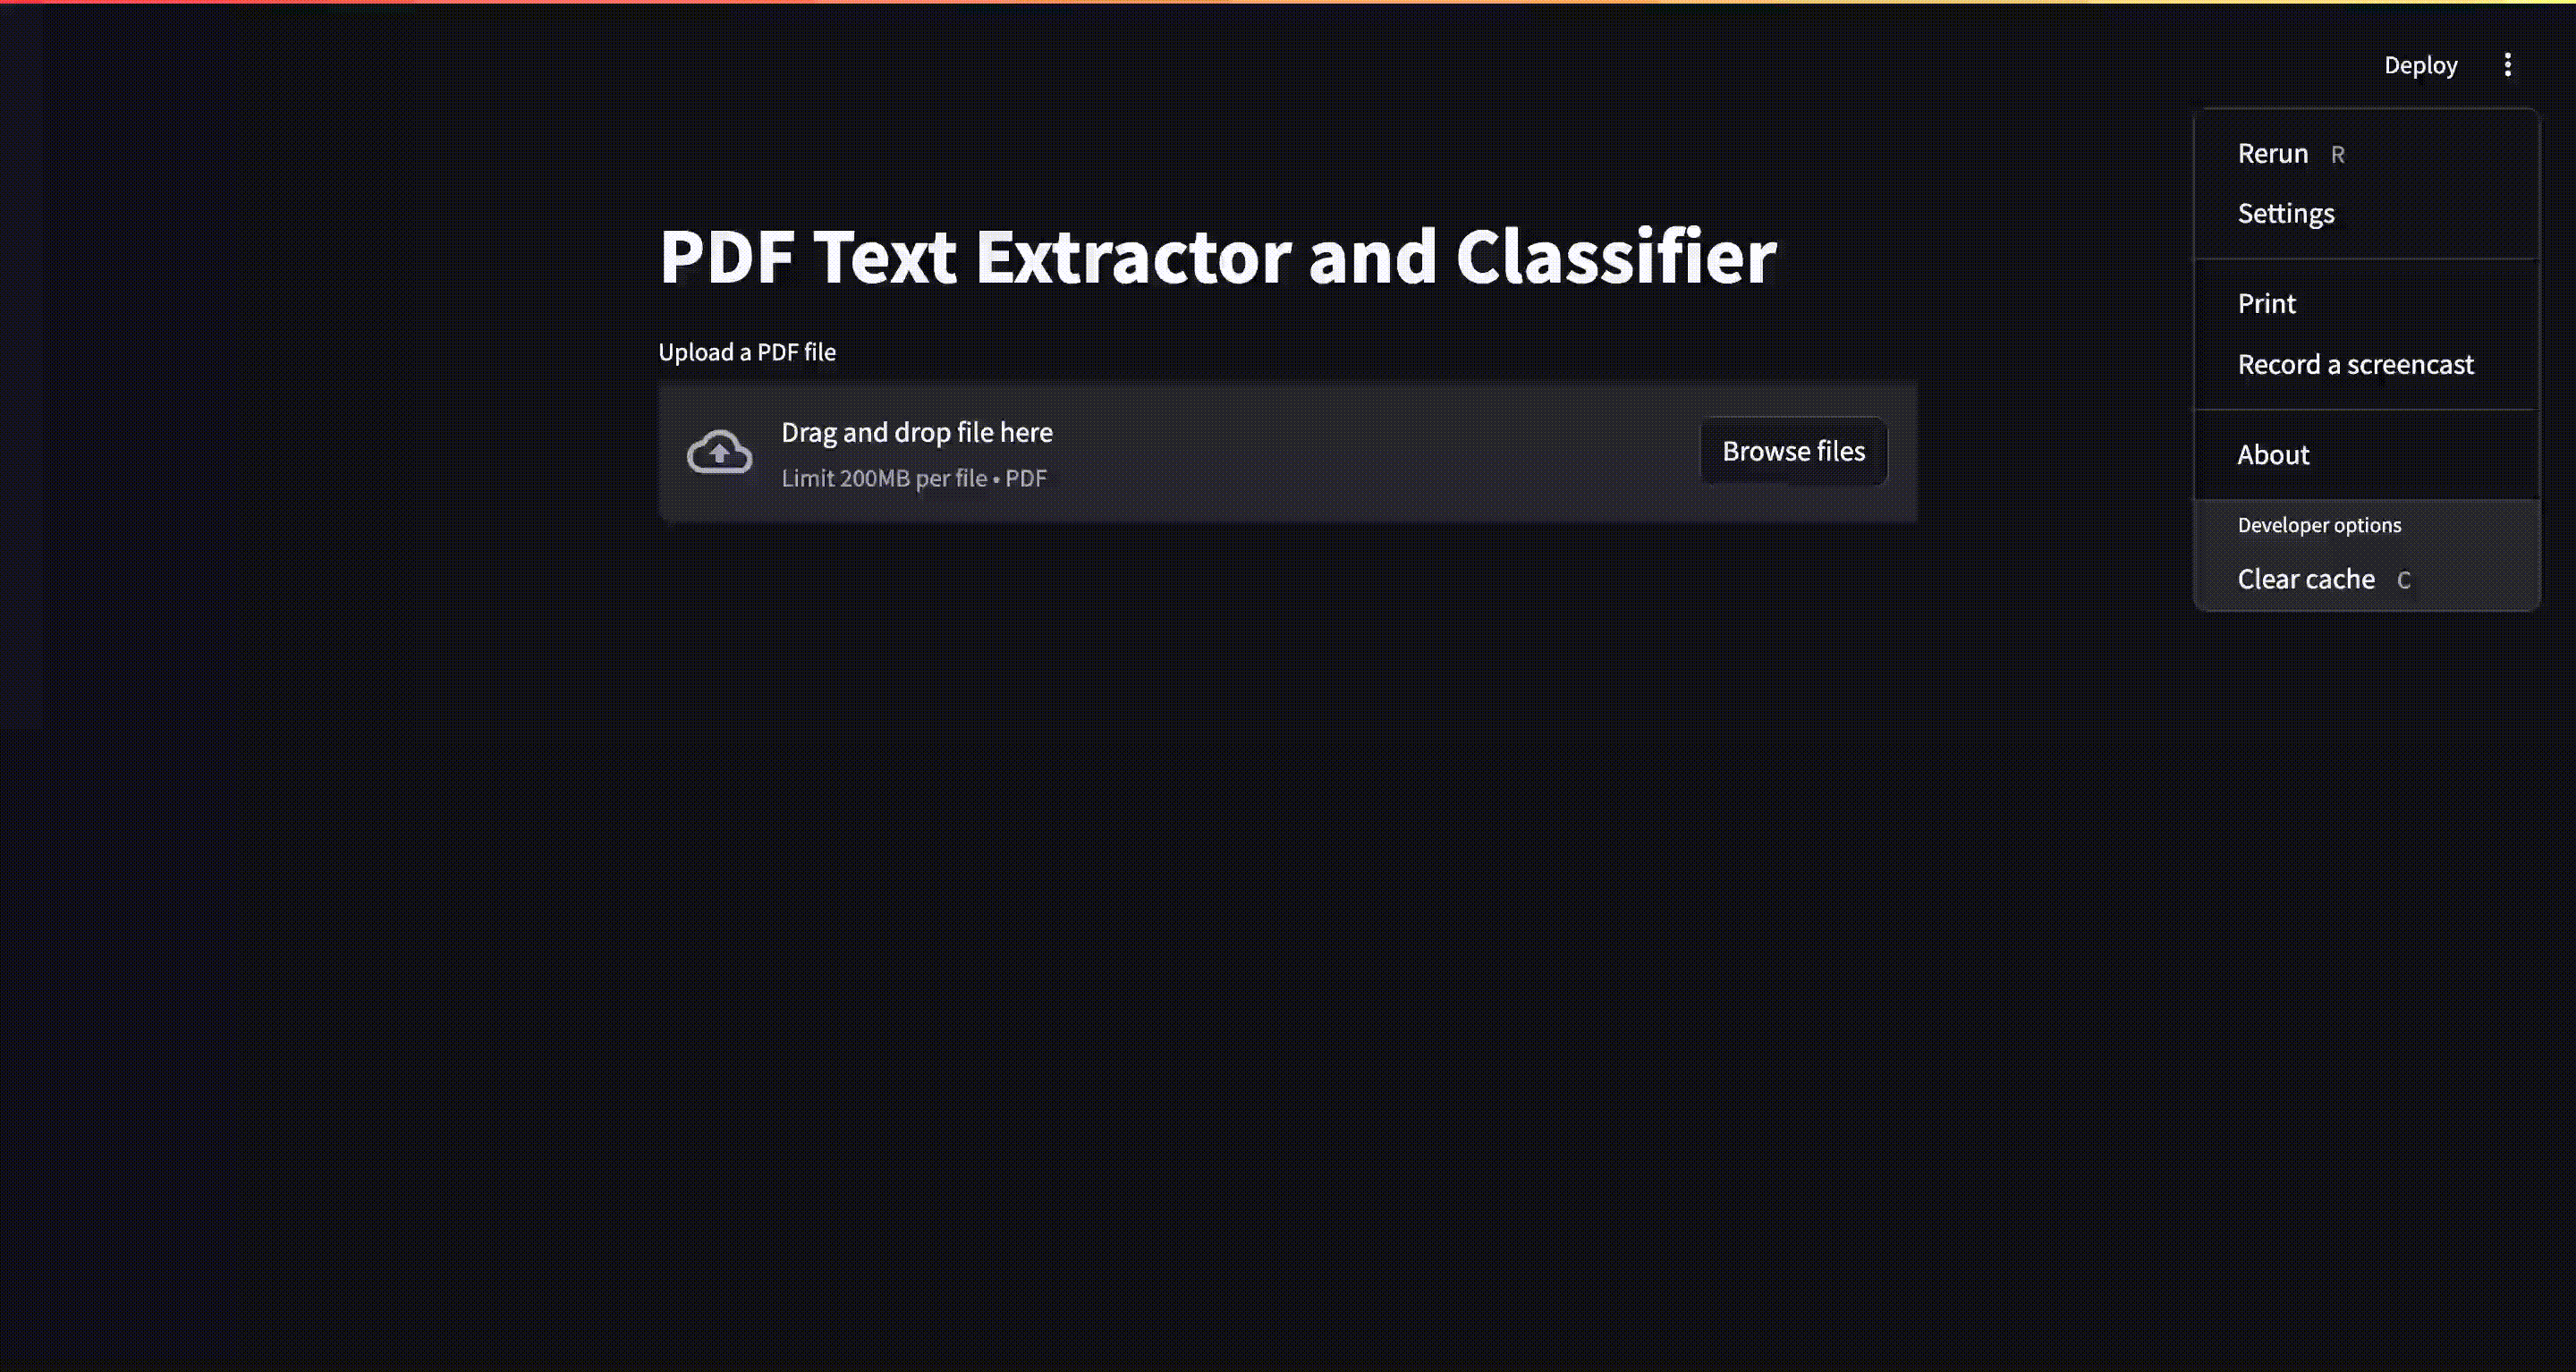 Deploy
Rerun R
Settings
Print
Record a screencast
About
Developer options
Clear cache C
PDF Text Extractor and Classifier
Upload a PDF file
Drag and drop file here
Limit 200MB per file • PDF
Browse files